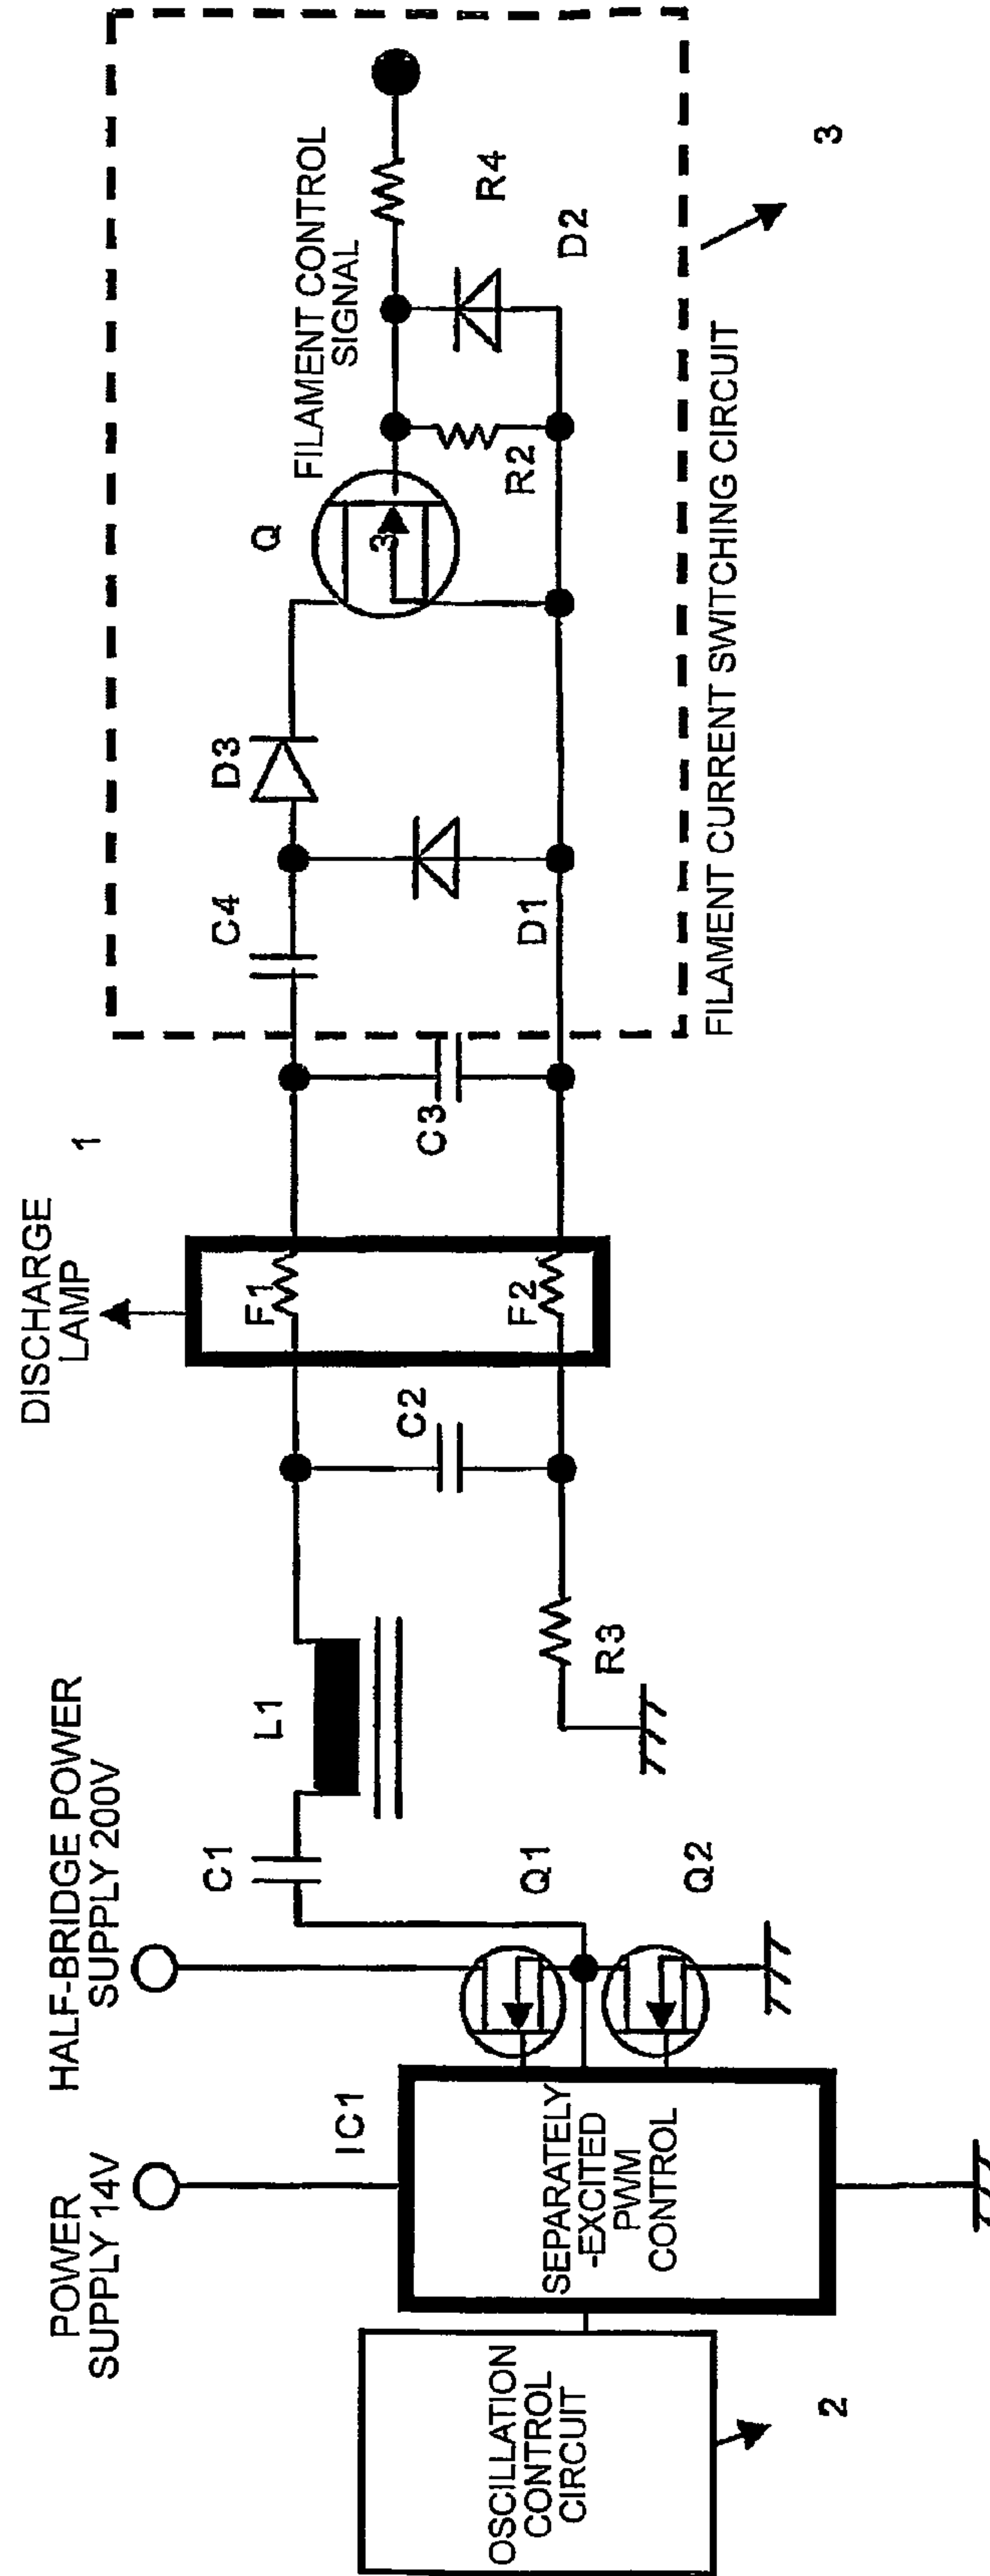 POWER
SUPPLY 14V
HALF-BRIDGE POWER
SUPPLY 200V
DISCHARGE
LAMP
1
IC1
C1
L1
C2
F1
F2
C3
C4
D3
Q
3
FILAMENT CONTROL
SIGNAL
R4
D2
R2
D1
Q1
Q2
R3
OSCILLATION
CONTROL
CIRCUIT
SEPARATELY
-EXCITED
PWM
CONTROL
2
FILAMENT CURRENT SWITCHING CIRCUIT
3